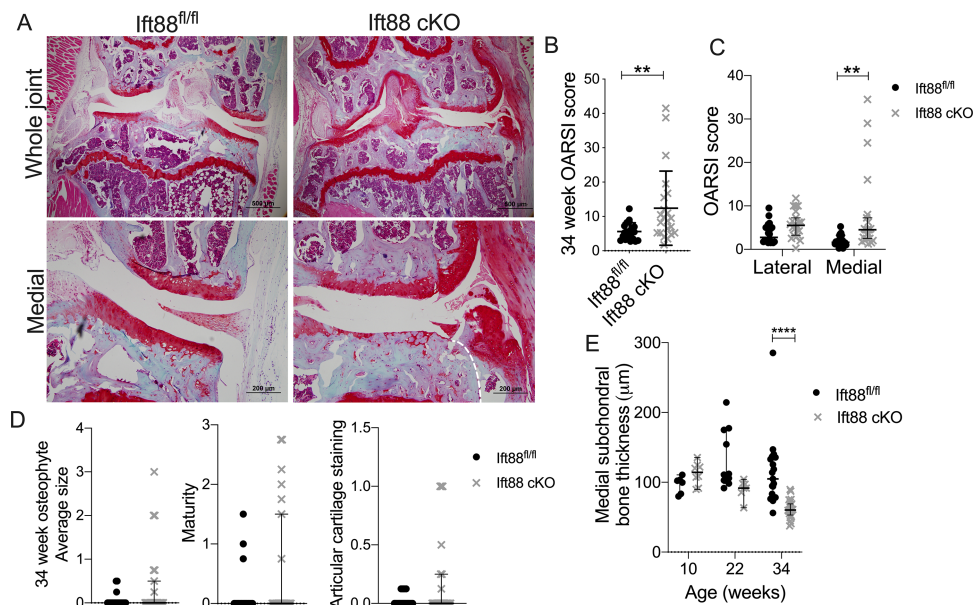 A
Ift88fl/fl
Ift88 cKO
Whole joint
500 µm
500 µm
Medial
200 µm
200 µm
B
34 week OARSI score
50
40
30
20
10
0
**
Ift88fl/fl
Ift88 cKO
C
OARSI score
40
30
20
10
0
**
Lateral
Medial
Ift88fl/fl
Ift88 cKO
D
34 week osteophyte
Average size
4
3
2
1
0
Maturity
3
2
1
0
Articular cartilage staining
1.5
1.0
0.5
0.0
Ift88fl/fl
Ift88 cKO
E
Medial subchondral
bone thickness (µm)
300
200
100
0
****
10
22
34
Age (weeks)
Ift88fl/fl
Ift88 cKO